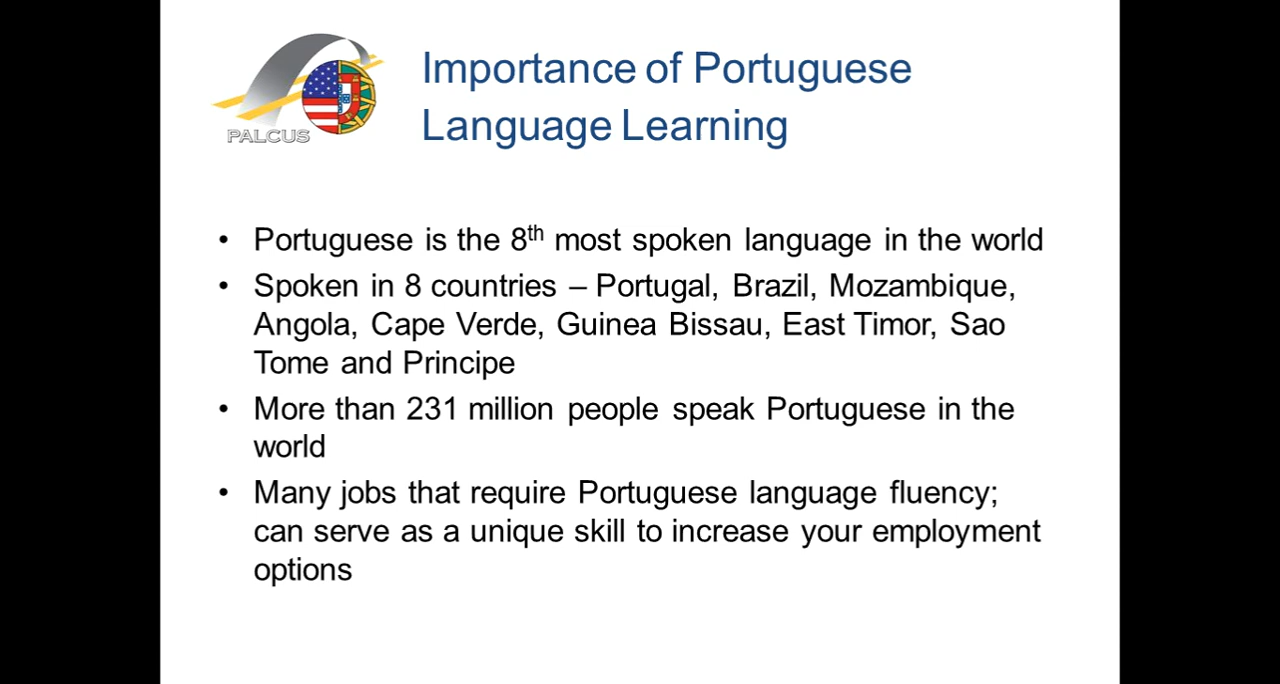 PALCUS
Importance of Portuguese
Language Learning
• Portuguese is the 8th most spoken language in the world
• Spoken in 8 countries – Portugal, Brazil, Mozambique,
Angola, Cape Verde, Guinea Bissau, East Timor, Sao
Tome and Principe
• More than 231 million people speak Portuguese in the
world
• Many jobs that require Portuguese language fluency;
can serve as a unique skill to increase your employment
options